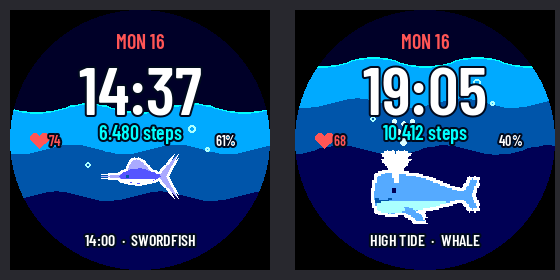 MON 16
14:37
6.480 steps
74
61%
14:00 · SWORDFISH
MON 16
19:05
10.412 steps
68
40%
HIGH TIDE · WHALE